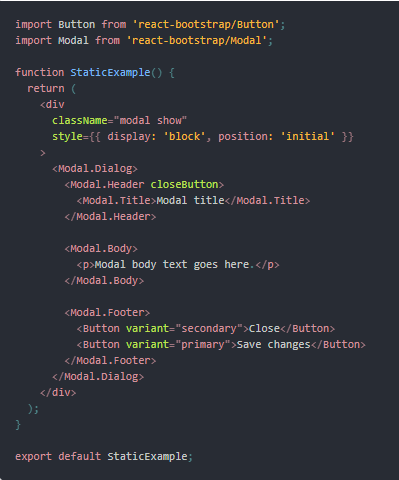 import Button from 'react-bootstrap/Button';
import Modal from 'react-bootstrap/Modal';

function StaticExample() {
  return (
    <div
      className="modal show"
      style={{ display: 'block', position: 'initial' }}
    >
      <Modal.Dialog>
        <Modal.Header closeButton>
          <Modal.Title>Modal title</Modal.Title>
        </Modal.Header>

        <Modal.Body>
          <p>Modal body text goes here.</p>
        </Modal.Body>

        <Modal.Footer>
          <Button variant="secondary">Close</Button>
          <Button variant="primary">Save changes</Button>
        </Modal.Footer>
      </Modal.Dialog>
    </div>
  );
}

export default StaticExample;